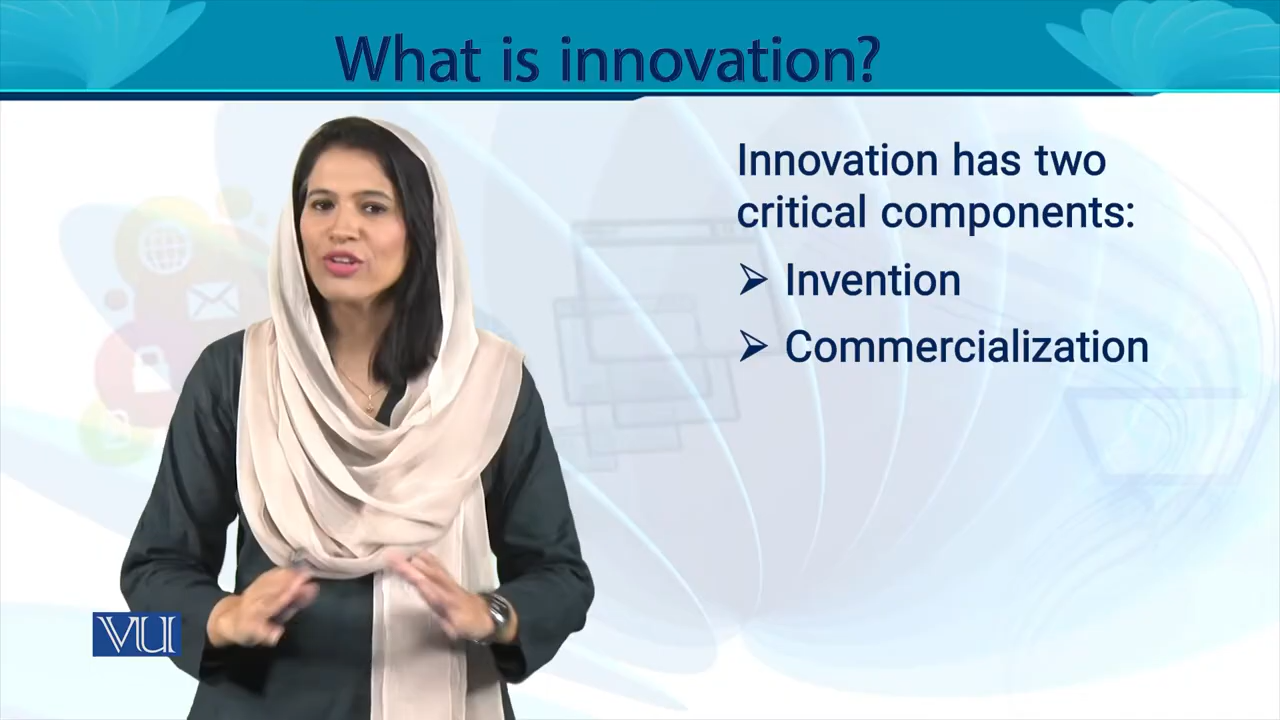 What is innovation?
Innovation has two
critical components:
➢ Invention
➢ Commercialization
VU